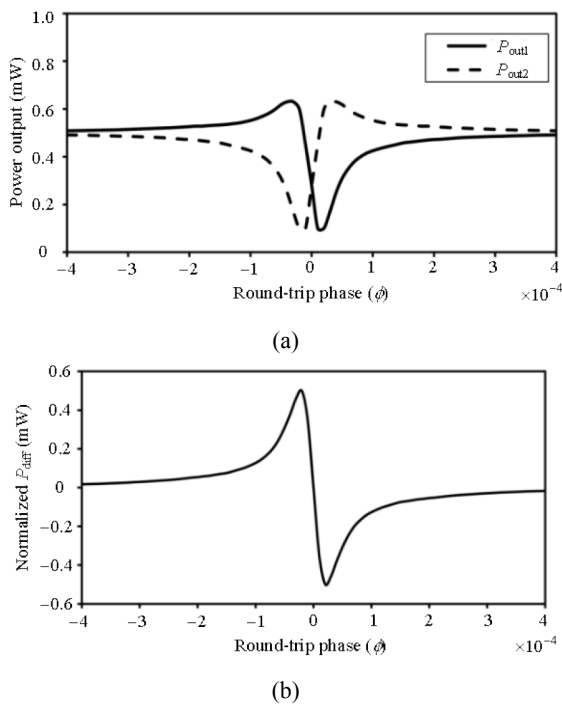 1.0
0.8
0.6
0.4
0.2
0
Power output (mW)
Pout1
Pout2
−4 −3 −2 −1 0 1 2 3 4
Round-trip phase (ϕ)
×10−4
(a)
0.6
0.4
0.2
0
−0.2
−0.4
−0.6
Normalized Pdiff (mW)
−4 −3 −2 −1 0 1 2 3 4
Round-trip phase (ϕ)
×10−4
(b)